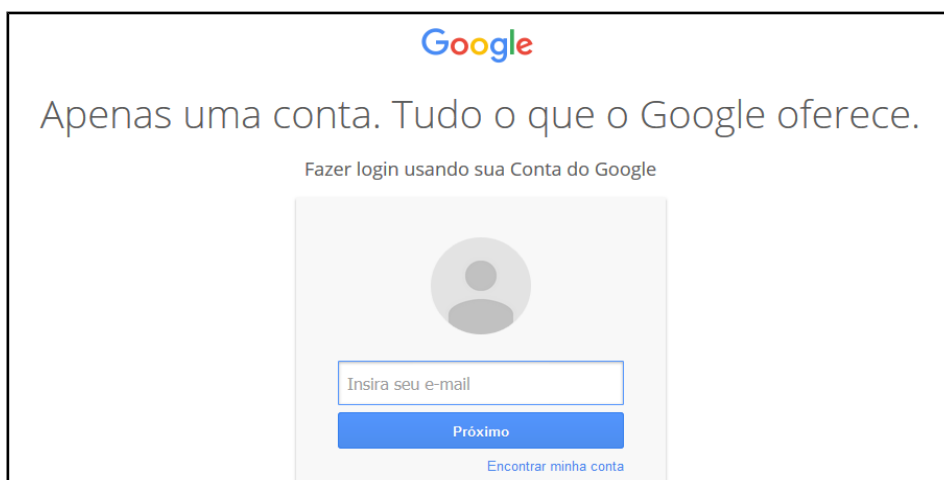 Google
Apenas uma conta. Tudo o que o Google oferece.
Fazer login usando sua Conta do Google
Insira seu e-mail
Próximo
Encontrar minha conta